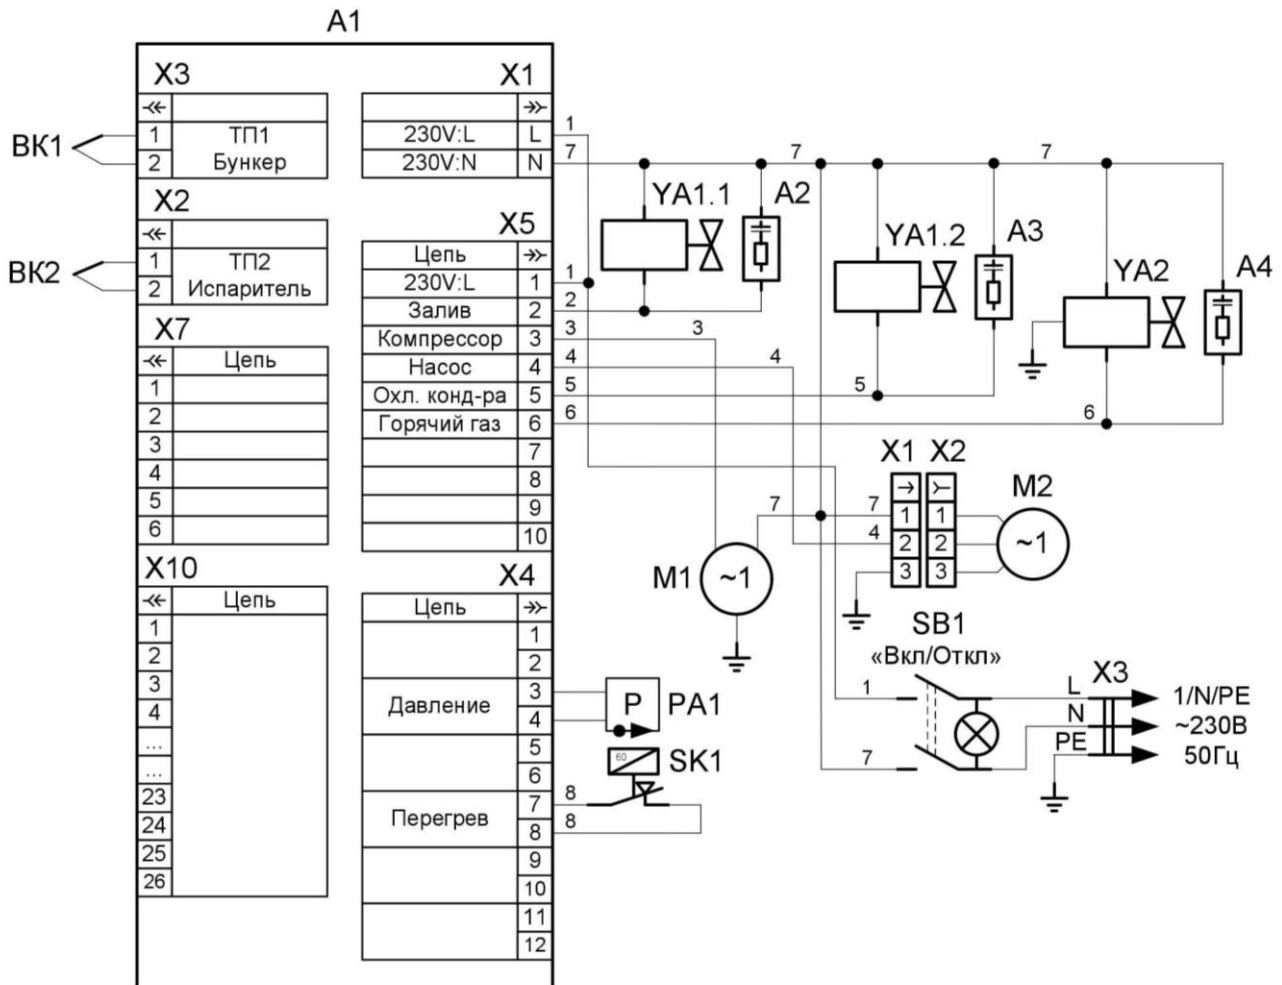 A1
X3
1 ТП1
2 Бункер
ВК1
X2
1 ТП2
2 Испаритель
ВК2
X7
Цепь
1
2
3
4
5
6
X10
Цепь
1
2
3
4
...
...
23
24
25
26
X1
230V:L L 1
230V:N N 7
X5
Цепь
230V:L 1 1
Залив 2 2
Компрессор 3 3
Насос 4 4
Охл. конд-ра 5 5
Горячий газ 6 6
7
8
9
10
X4
Цепь
1
2
Давление
3
4
5
6
Перегрев
7 8
8 8
9
10
11
12
7
7
YA1.1
A2
YA1.2
A3
YA2
A4
3
4
5
6
X1 X2
7 1 1
4 2 2
3 3
M2
~1
7
M1
~1
P
PA1
60
SK1
SB1
«Вкл/Откл»
1
7
X3
L 1/N/PE
N ~230В
PE 50Гц